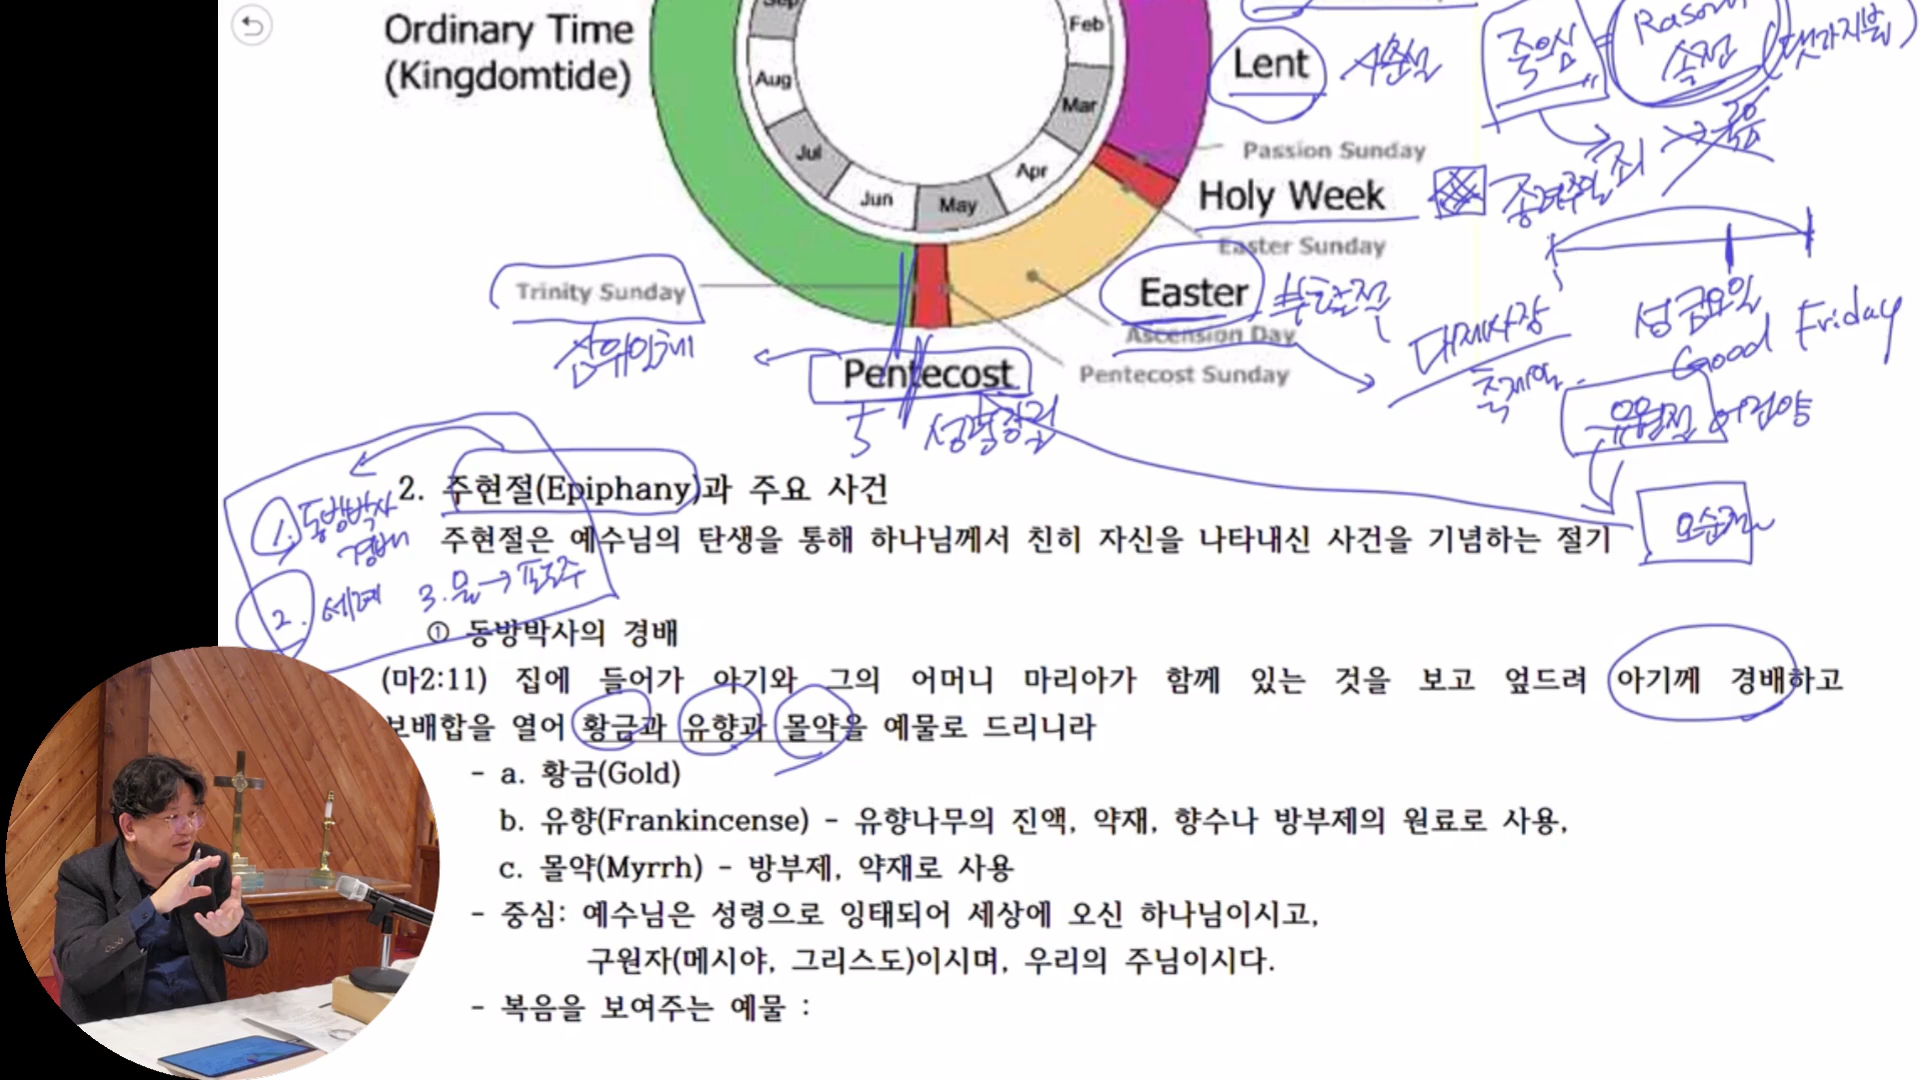 Ordinary Time
(Kingdomtide)
Sep
Aug
Jul
Jun
May
Apr
Mar
Feb
Lent 사순절
Passion Sunday
Holy Week
종려주일
Easter Sunday
Easter 부활절
Ascension Day
Pentecost Sunday
Trinity Sunday
삼위일체
Pentecost
5 성령강림
죄
대제사장
성금요일
Good Friday
유월절 어린양
오순절
2. 주현절(Epiphany)과 주요 사건
주현절은 예수님의 탄생을 통해 하나님께서 친히 자신을 나타내신 사건을 기념하는 절기
1. 동방박사
경배
2. 세례 3. 물→포도주
① 동방박사의 경배
(마2:11) 집에 들어가 아기와 그의 어머니 마리아가 함께 있는 것을 보고 엎드려 아기께 경배하고
보배합을 열어 황금과 유향과 몰약을 예물로 드리니라
- a. 황금(Gold)
b. 유향(Frankincense) - 유향나무의 진액, 약재, 향수나 방부제의 원료로 사용,
c. 몰약(Myrrh) - 방부제, 약재로 사용
- 중심: 예수님은 성령으로 잉태되어 세상에 오신 하나님이시고,
구원자(메시야, 그리스도)이시며, 우리의 주님이시다.
- 복음을 보여주는 예물 :